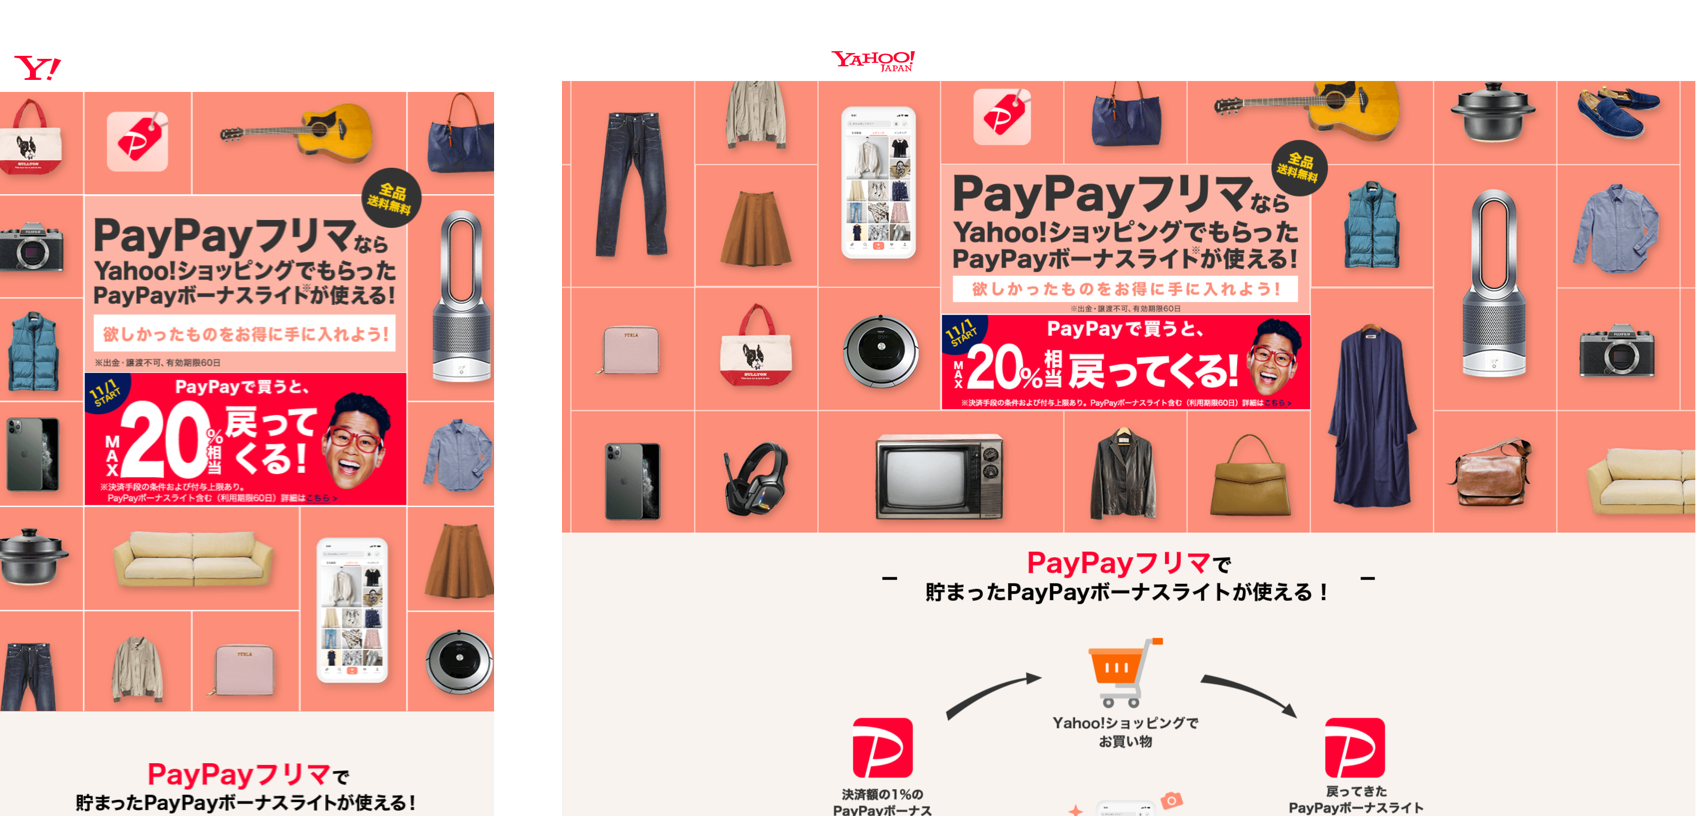 Y!
全品
送料無料
PayPayフリマなら
Yahoo!ショッピングでもらった
PayPayボーナスライト※が使える!
欲しかったものをお得に手に入れよう!
※出金・譲渡不可、有効期限60日
11/1
START
PayPayで買うと、
MAX20%相当戻ってくる!
※決済手段の条件および付与上限あり。
PayPayボーナスライト含む(利用期限60日)詳細はこちら >
PayPayフリマで
貯まったPayPayボーナスライトが使える!
YAHOO!
JAPAN
全品
送料無料
PayPayフリマなら
Yahoo!ショッピングでもらった
PayPayボーナスライト※が使える!
欲しかったものをお得に手に入れよう!
※出金・譲渡不可、有効期限60日
11/1
START
PayPayで買うと、
MAX20%相当戻ってくる!
※決済手段の条件および付与上限あり。PayPayボーナスライト含む(利用期限60日)詳細はこちら >
PayPayフリマで
貯まったPayPayボーナスライトが使える!
Yahoo!ショッピングで
お買い物
決済額の1%の
PayPayボーナス
戻ってきた
PayPayボーナスライト